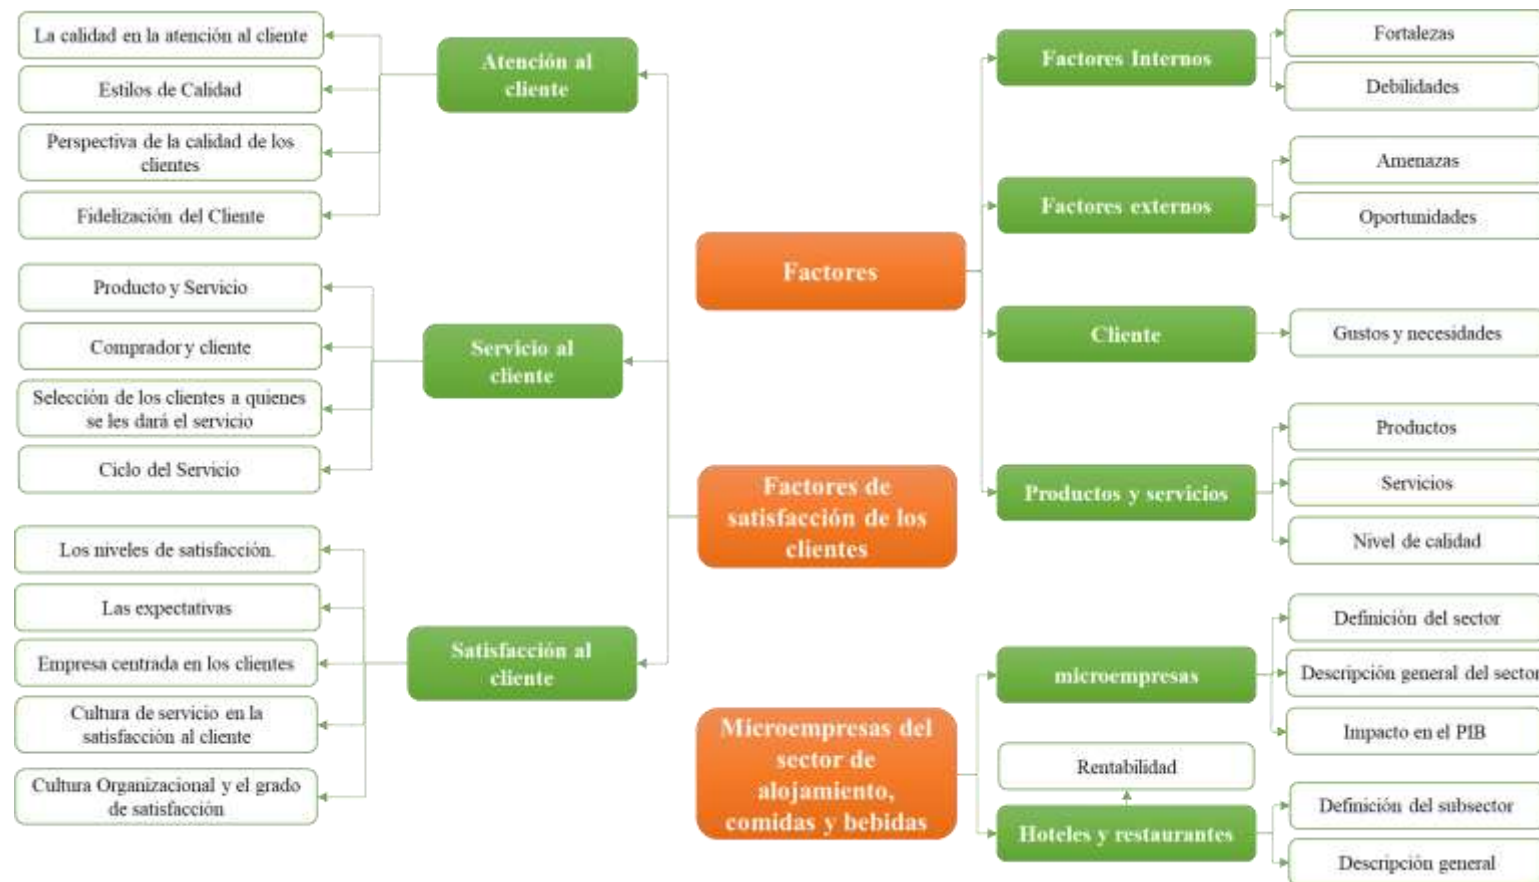 La calidad en la atención al cliente
Estilos de Calidad
Perspectiva de la calidad de los
clientes
Fidelización del Cliente
Atención al
cliente
Producto y Servicio
Comprador y cliente
Selección de los clientes a quienes
se les dará el servicio
Ciclo del Servicio
Servicio al
cliente
Los niveles de satisfacción.
Las expectativas
Empresa centrada en los clientes
Cultura de servicio en la
satisfacción al cliente
Cultura Organizacional y el grado
de satisfacción
Satisfacción al
cliente
Factores
Factores de
satisfacción de los
clientes
Microempresas del
sector de
alojamiento,
comidas y bebidas
Factores Internos
Fortalezas
Debilidades
Factores externos
Amenazas
Oportunidades
Cliente
Gustos y necesidades
Productos y servicios
Productos
Servicios
Nivel de calidad
microempresas
Definición del sector
Descripción general del sector
Impacto en el PIB
Rentabilidad
Hoteles y restaurantes
Definición del subsector
Descripción general